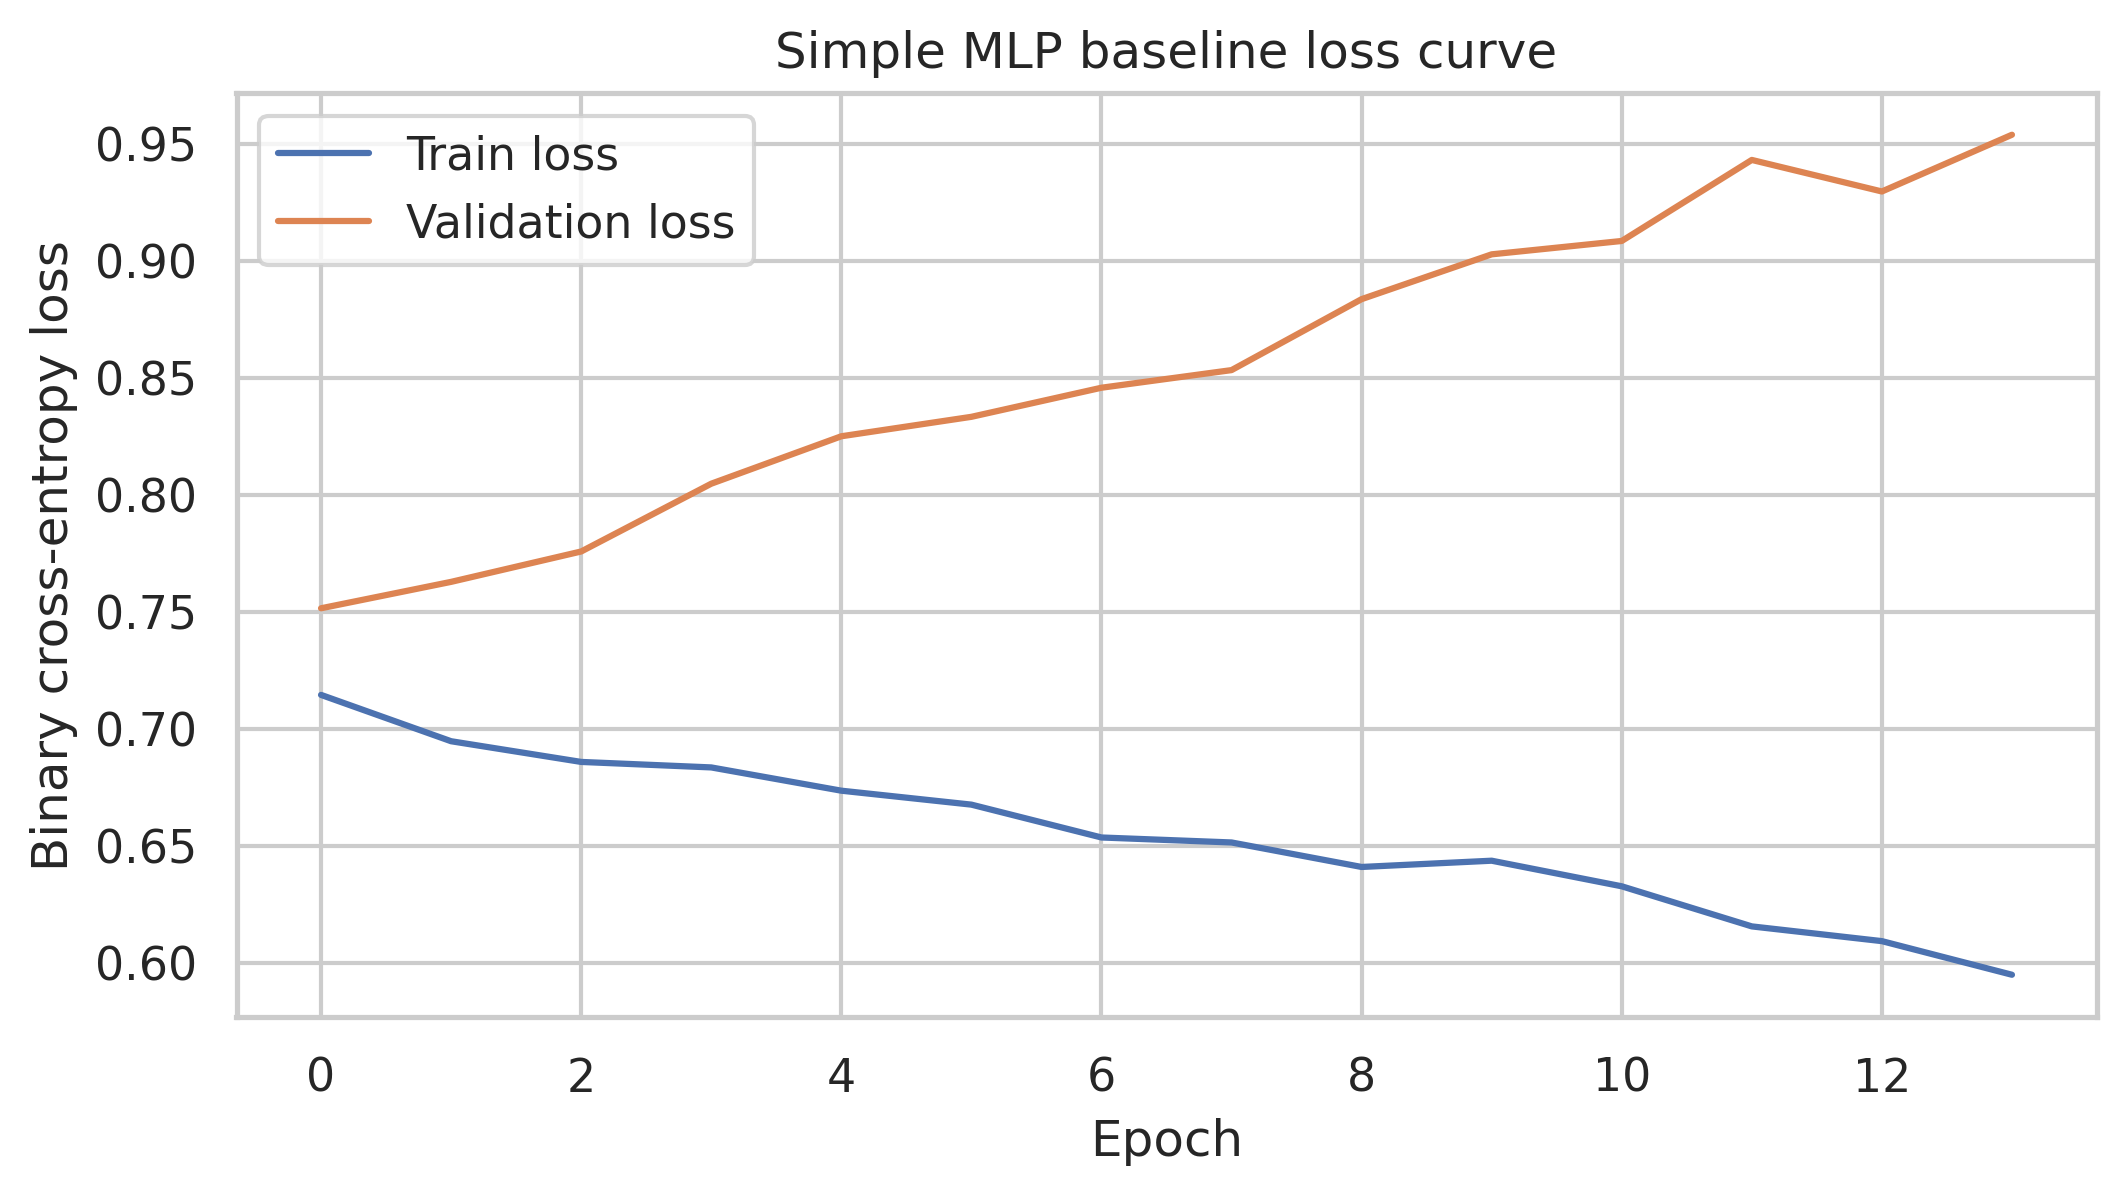 Simple MLP baseline loss curve
Train loss
Validation loss
Binary cross-entropy loss
0.95
0.90
0.85
0.80
0.75
0.70
0.65
0.60
0 2 4 6 8 10 12
Epoch